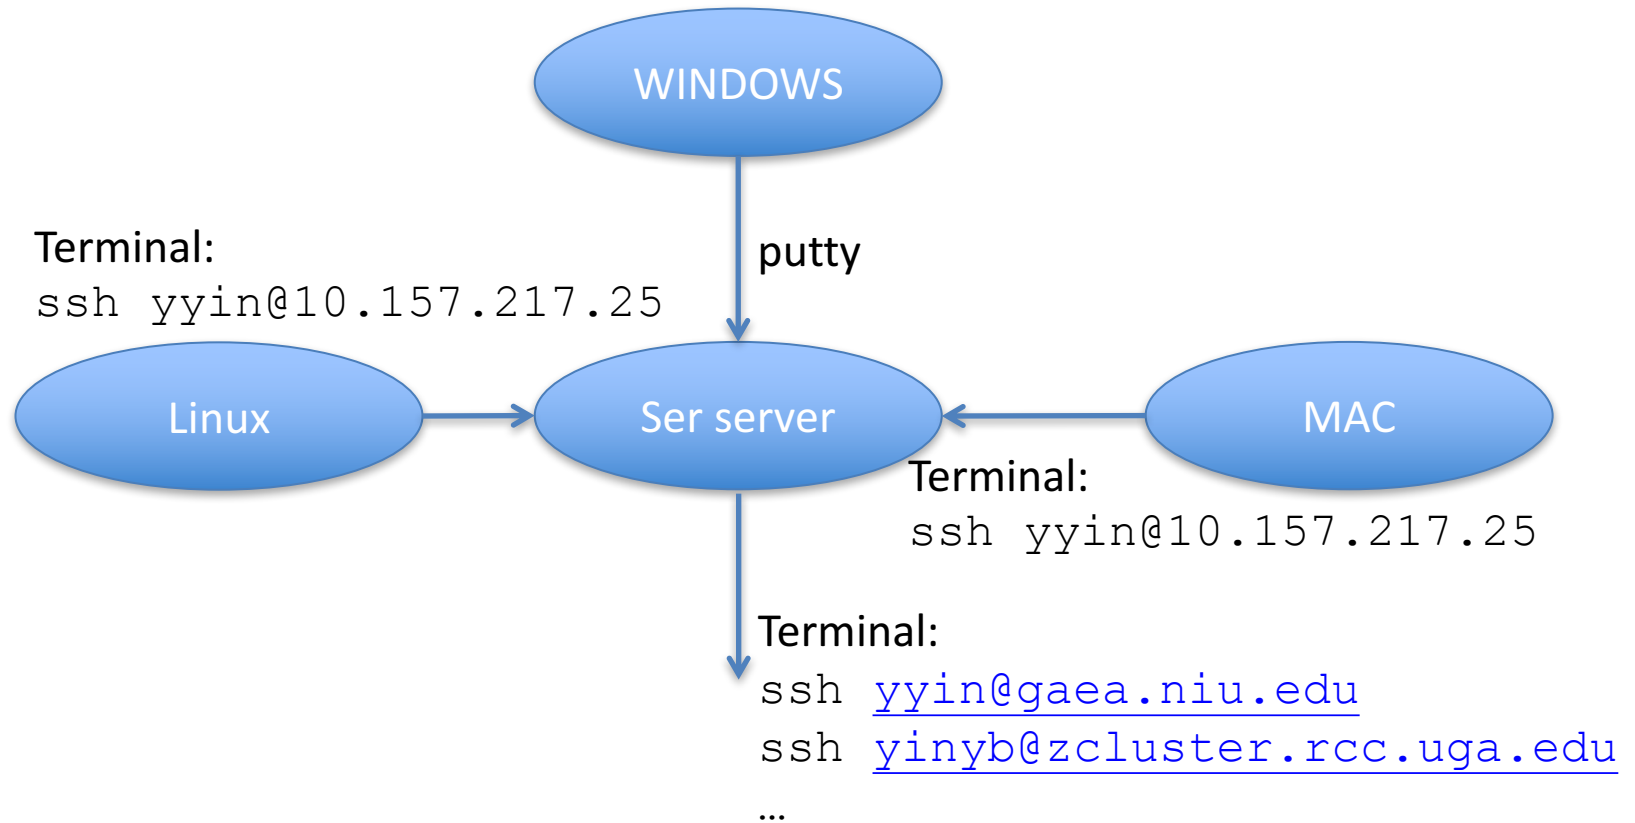 WINDOWS
Terminal:
ssh yyin@10.157.217.25
putty
Linux
Ser server
MAC
Terminal:
ssh yyin@10.157.217.25
Terminal:
ssh yyin@gaea.niu.edu
ssh yinyb@zcluster.rcc.uga.edu
…